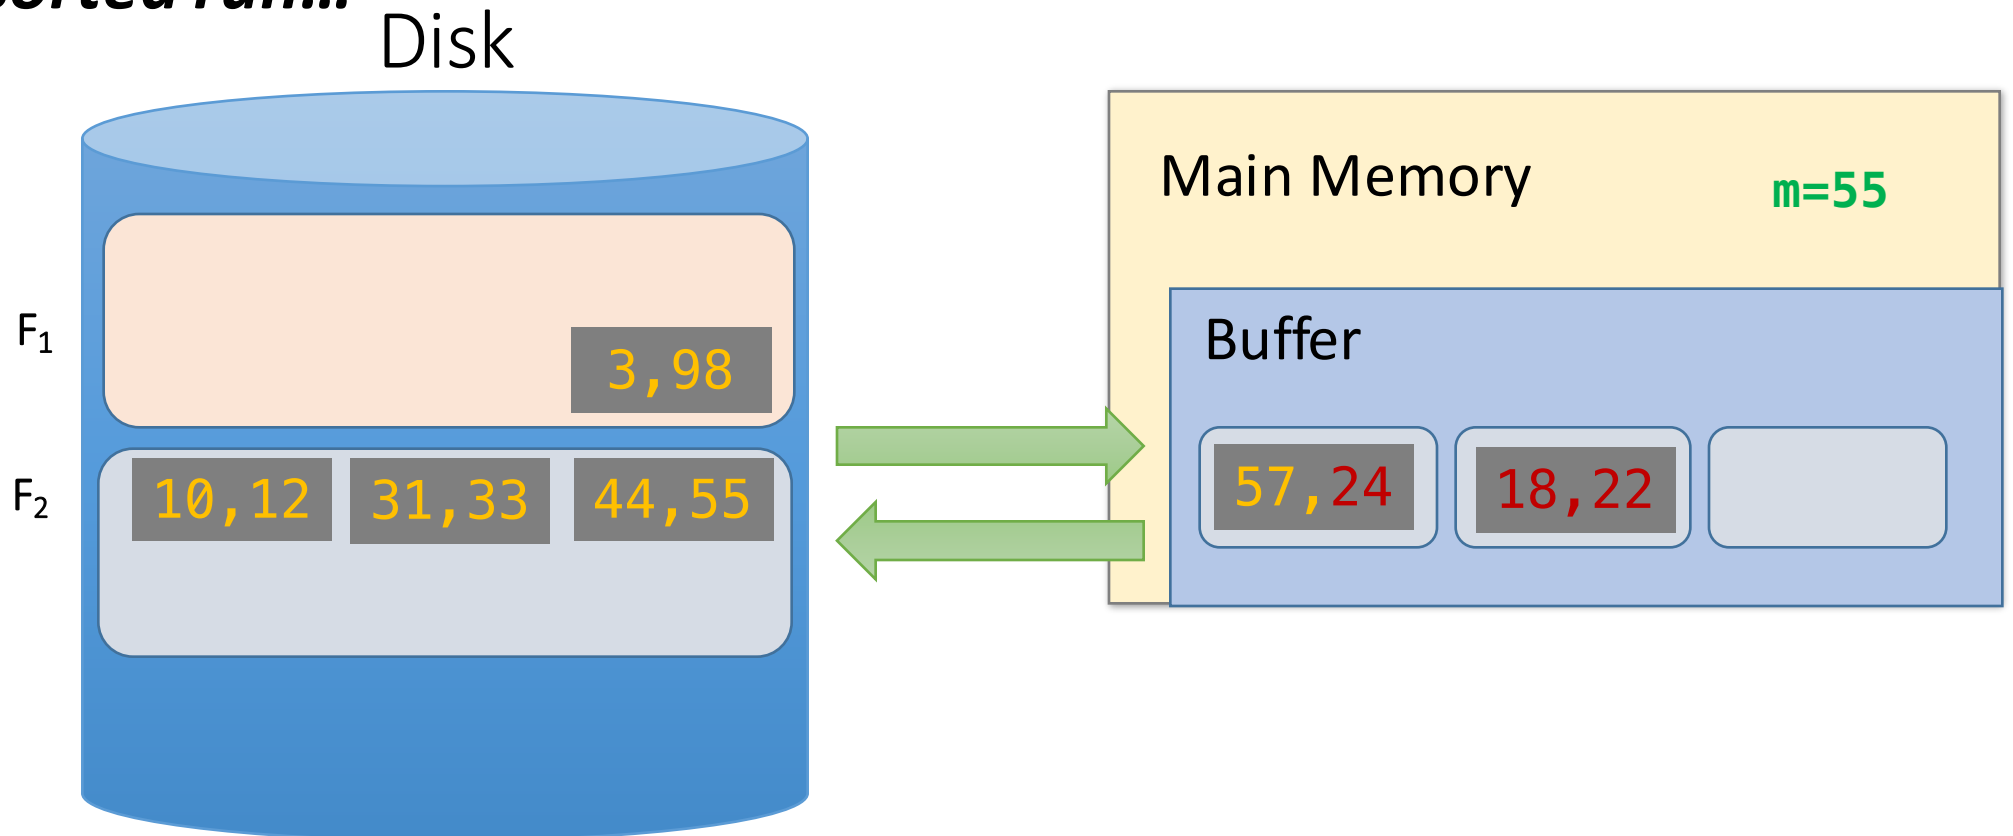 Disk
Main Memory
m=55
F₁
3,98
Buffer
F₂
10,12
31,33
44,55
57,24
18,22